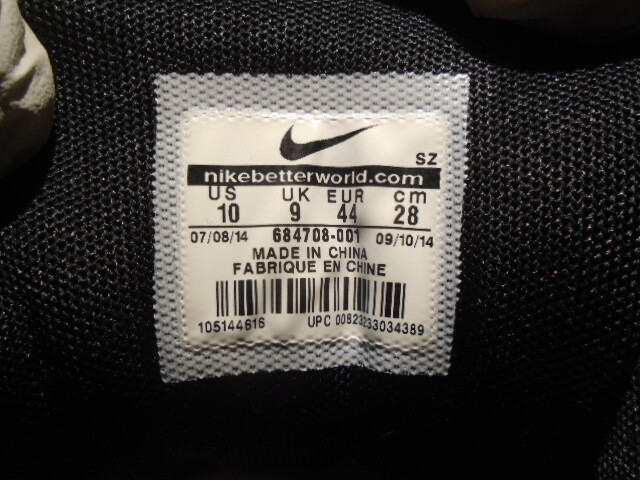 SZ
nikebetterworld.com
US UK EUR cm
10 9 44 28
07/08/14 684708-001 09/10/14
MADE IN CHINA
FABRIQUE EN CHINE
105144616 UPC 00823233034389